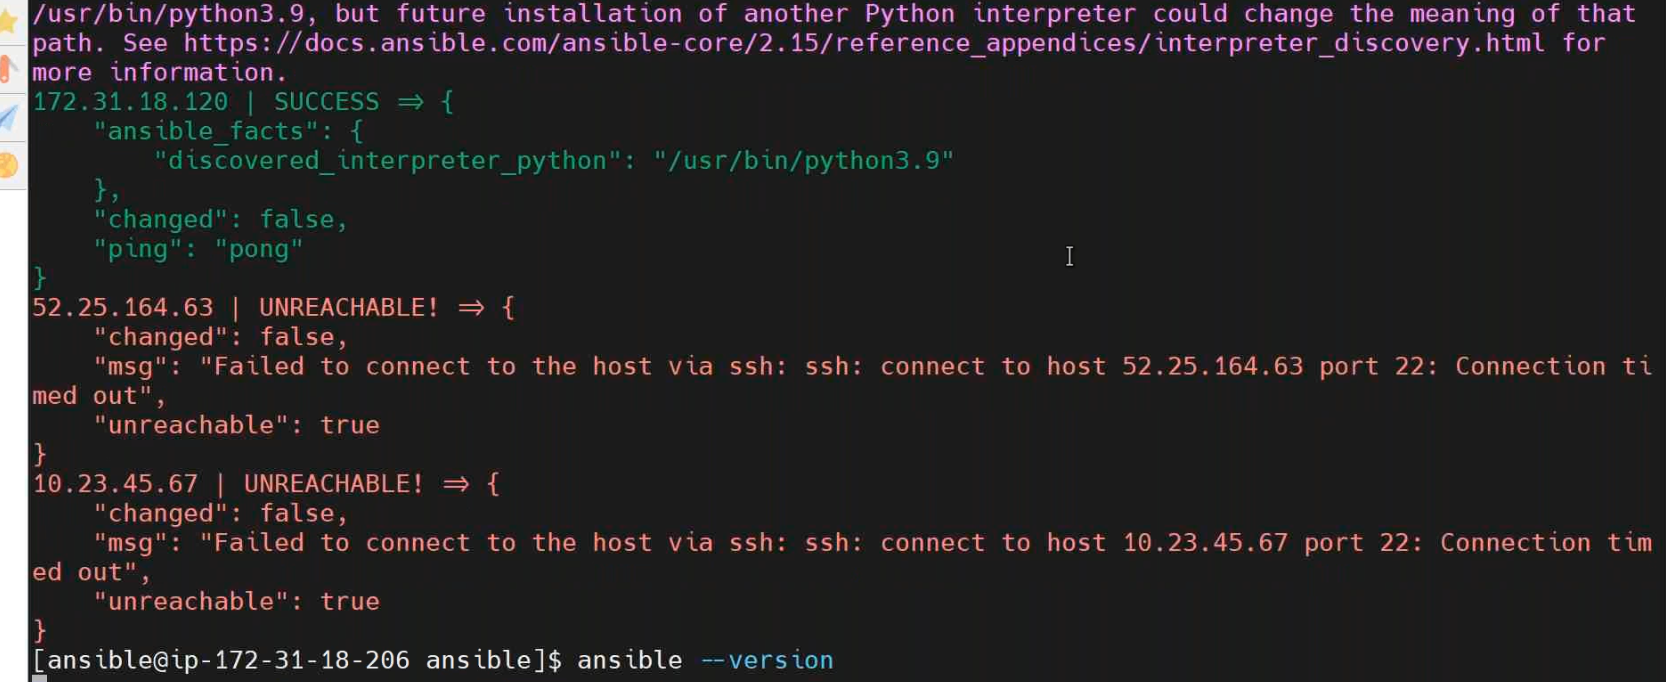 /usr/bin/python3.9, but future installation of another Python interpreter could change the meaning of that
path. See https://docs.ansible.com/ansible-core/2.15/reference_appendices/interpreter_discovery.html for
more information.
172.31.18.120 | SUCCESS => {
    "ansible_facts": {
        "discovered_interpreter_python": "/usr/bin/python3.9"
    },
    "changed": false,
    "ping": "pong"
}
52.25.164.63 | UNREACHABLE! => {
    "changed": false,
    "msg": "Failed to connect to the host via ssh: ssh: connect to host 52.25.164.63 port 22: Connection ti
med out",
    "unreachable": true
}
10.23.45.67 | UNREACHABLE! => {
    "changed": false,
    "msg": "Failed to connect to the host via ssh: ssh: connect to host 10.23.45.67 port 22: Connection tim
ed out",
    "unreachable": true
}
[ansible@ip-172-31-18-206 ansible]$ ansible --version